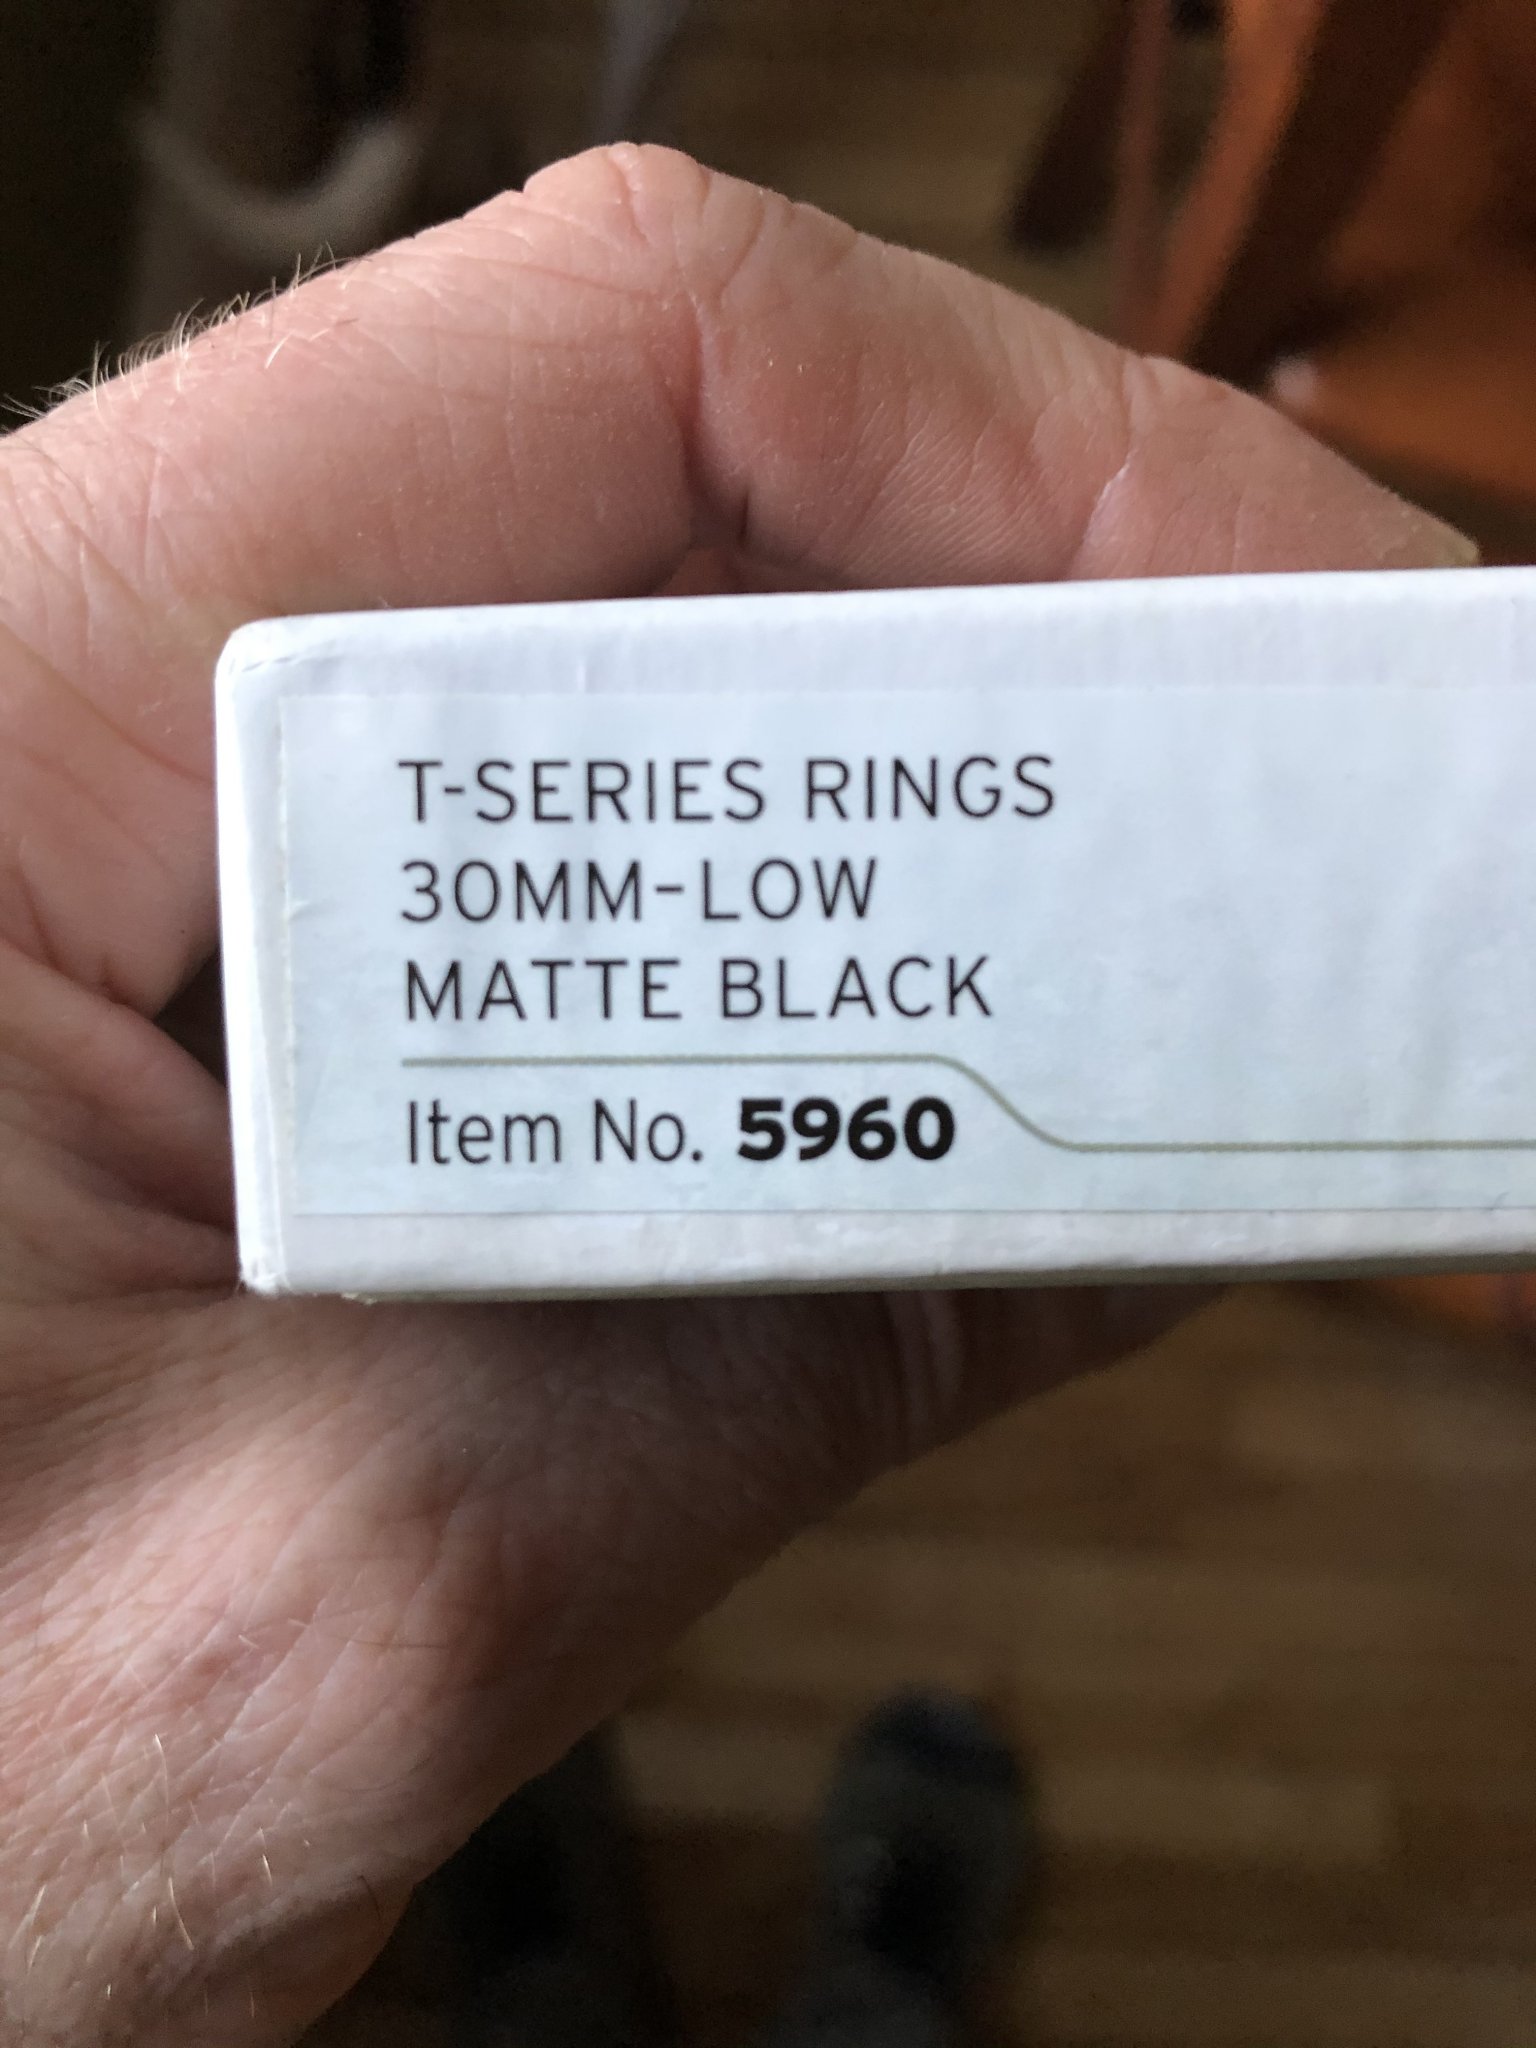 T-SERIES RINGS
30MM-LOW
MATTE BLACK
Item No. 5960